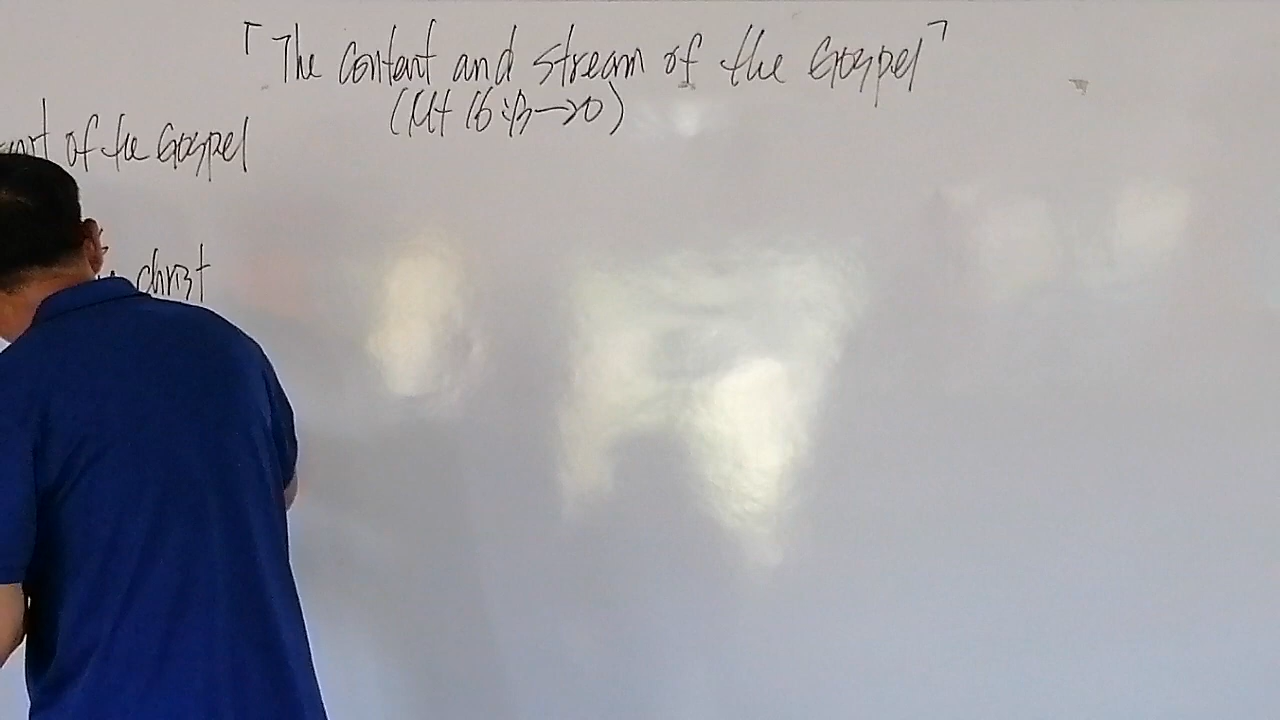 「The content and stream of the Gospel」
(Mt 16:13→20)
of the Gospel
christ